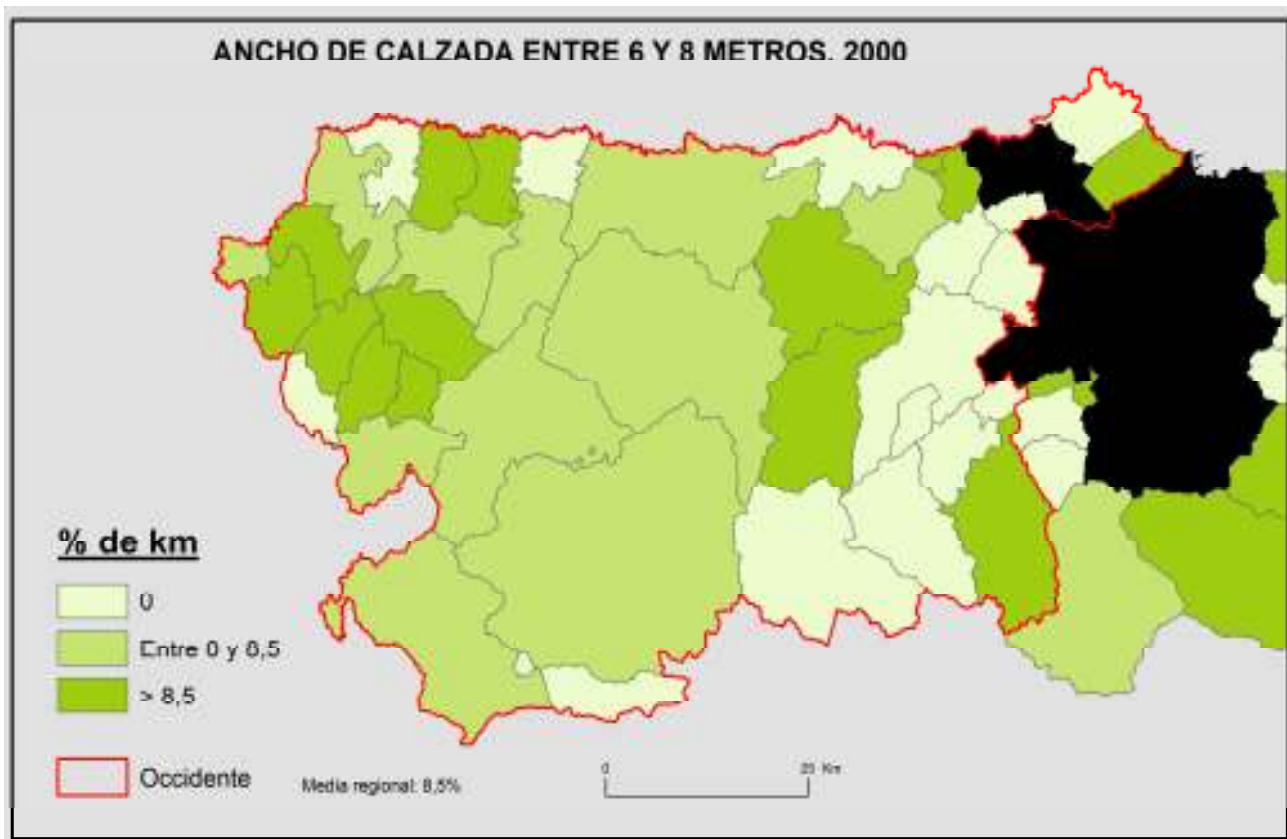 ANCHO DE CALZADA ENTRE 6 Y 8 METROS. 2000
% de km
0
Entre 0 y 8,5
> 8,5
Occidente
Media regional: 8,5%
0
Km